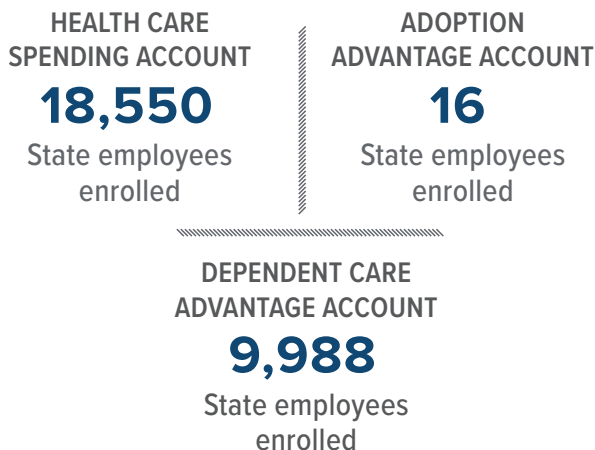 HEALTH CARE
SPENDING ACCOUNT
18,550
State employees
enrolled
ADOPTION
ADVANTAGE ACCOUNT
16
State employees
enrolled
DEPENDENT CARE
ADVANTAGE ACCOUNT
9,988
State employees
enrolled